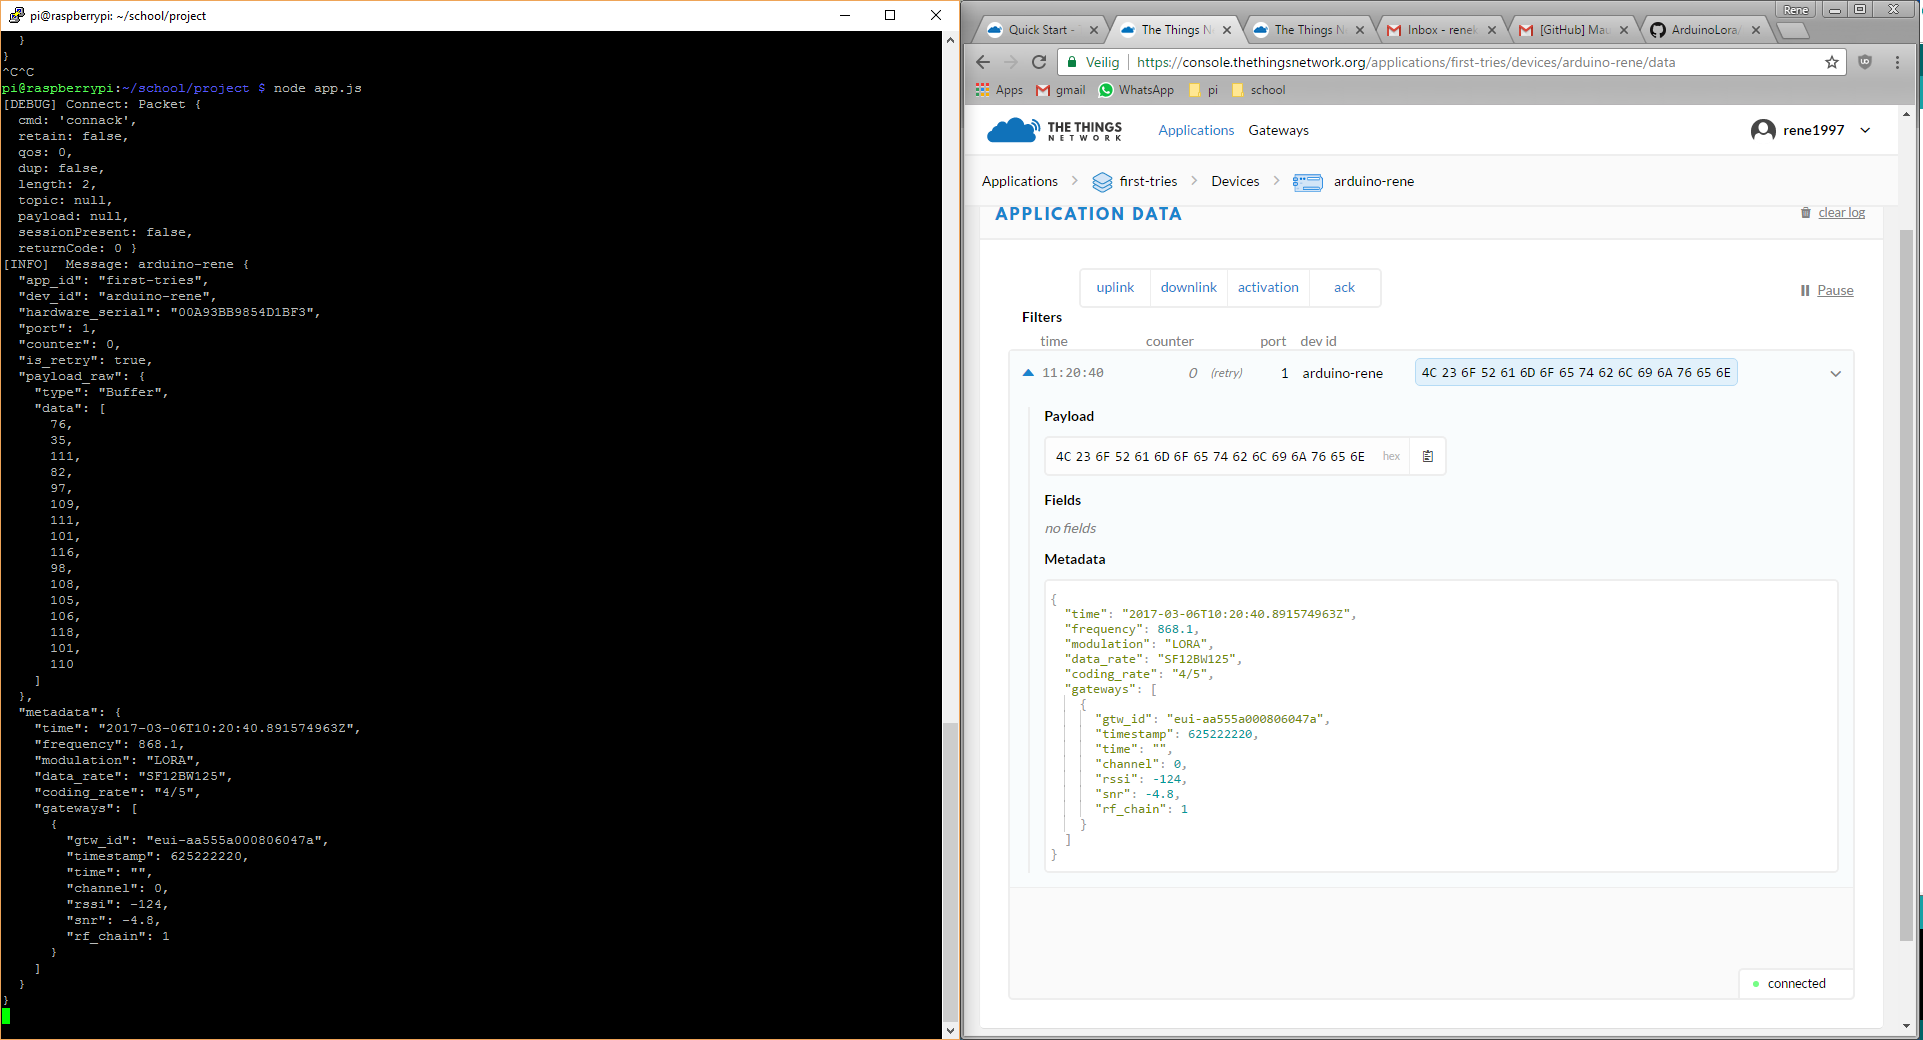 pi@raspberrypi: ~/school/project
}
}
^C^C
pi@raspberrypi:~/school/project $ node app.js
[DEBUG] Connect: Packet {
cmd: 'connack',
retain: false,
qos: 0,
dup: false,
length: 2,
topic: null,
payload: null,
sessionPresent: false,
returnCode: 0 }
[INFO]  Message: arduino-rene {
"app_id": "first-tries",
"dev_id": "arduino-rene",
"hardware_serial": "00A93BB9854D1BF3",
"port": 1,
"counter": 0,
"is_retry": true,
"payload_raw": {
"type": "Buffer",
"data": [
76,
35,
111,
82,
97,
109,
111,
101,
116,
98,
108,
105,
106,
118,
101,
110
]
},
"metadata": {
"time": "2017-03-06T10:20:40.891574963Z",
"frequency": 868.1,
"modulation": "LORA",
"data_rate": "SF12BW125",
"coding_rate": "4/5",
"gateways": [
{
"gtw_id": "eui-aa555a000806047a",
"timestamp": 625222220,
"time": "",
"channel": 0,
"rssi": -124,
"snr": -4.8,
"rf_chain": 1
}
]
}
}
Rene
Quick Start - The Things N The Things N Inbox - renek [GitHub] Mau ArduinoLora/
Veilig https://console.thethingsnetwork.org/applications/first-tries/devices/arduino-rene/data
Apps gmail WhatsApp pi school
THE THINGS
NETWORK
Applications Gateways
rene1997
Applications first-tries Devices arduino-rene
APPLICATION DATA
clear log
uplink downlink activation ack
Pause
Filters
time counter port dev id
11:20:40 0 (retry) 1 arduino-rene 4C 23 6F 52 61 6D 6F 65 74 62 6C 69 6A 76 65 6E
Payload
4C 23 6F 52 61 6D 6F 65 74 62 6C 69 6A 76 65 6E hex
Fields
no fields
Metadata
{
"time": "2017-03-06T10:20:40.891574963Z",
"frequency": 868.1,
"modulation": "LORA",
"data_rate": "SF12BW125",
"coding_rate": "4/5",
"gateways": [
{
"gtw_id": "eui-aa555a000806047a",
"timestamp": 625222220,
"time": "",
"channel": 0,
"rssi": -124,
"snr": -4.8,
"rf_chain": 1
}
]
}
connected